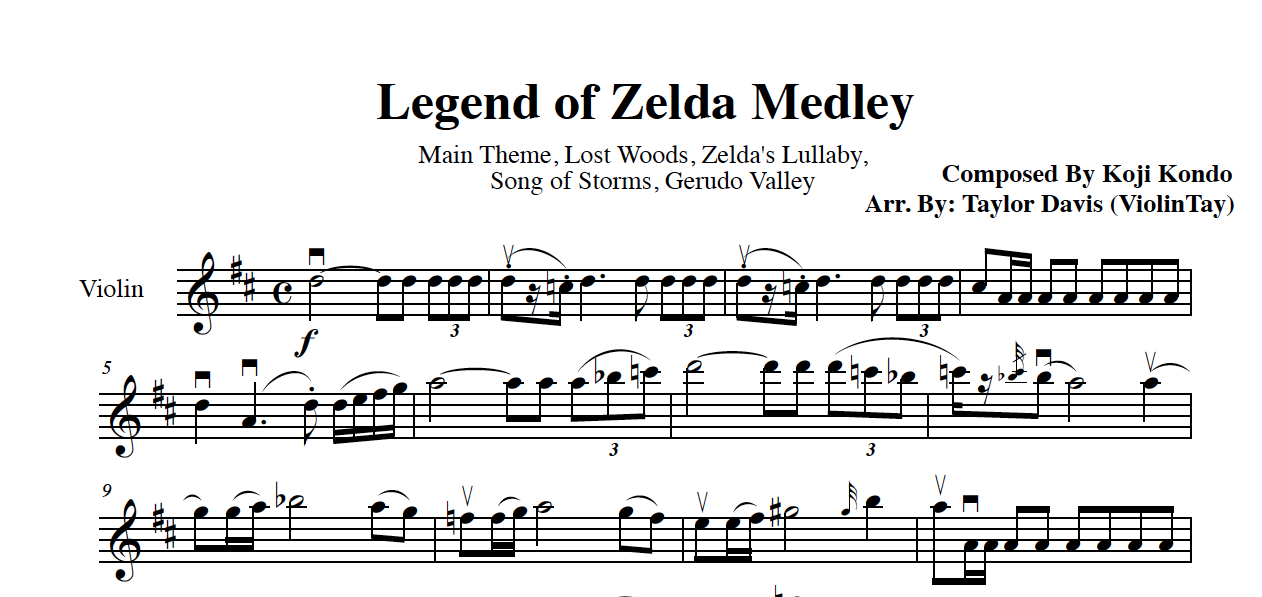 Legend of Zelda Medley
Main Theme, Lost Woods, Zelda's Lullaby,
Song of Storms, Gerudo Valley
Composed By Koji Kondo
Arr. By: Taylor Davis (ViolinTay)
Violin
3 3 3
f
5
3 3
9